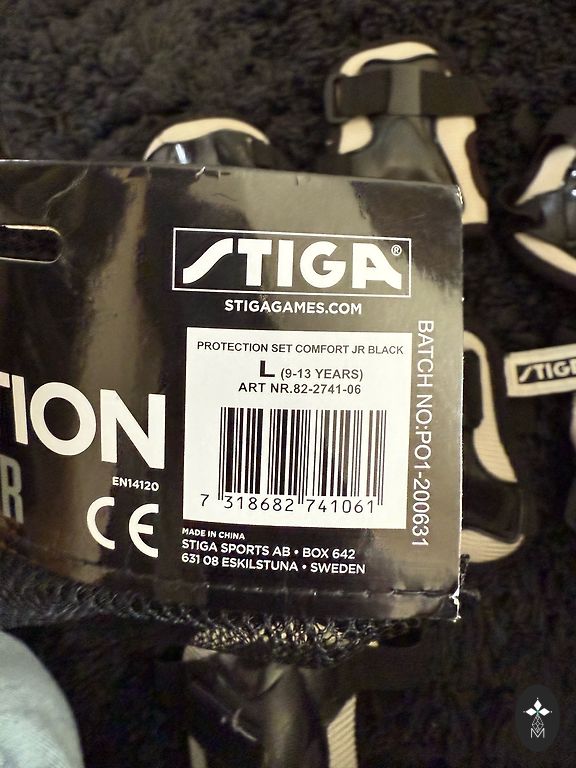 STIGA®
STIGAGAMES.COM
PROTECTION SET COMFORT JR BLACK
L (9-13 YEARS)
ART NR.82-2741-06
7 318682 741061
BATCH NO:PO1-200631
TION
R
EN14120
CE
MADE IN CHINA
STIGA SPORTS AB • BOX 642
631 08 ESKILSTUNA • SWEDEN
STIGA
M